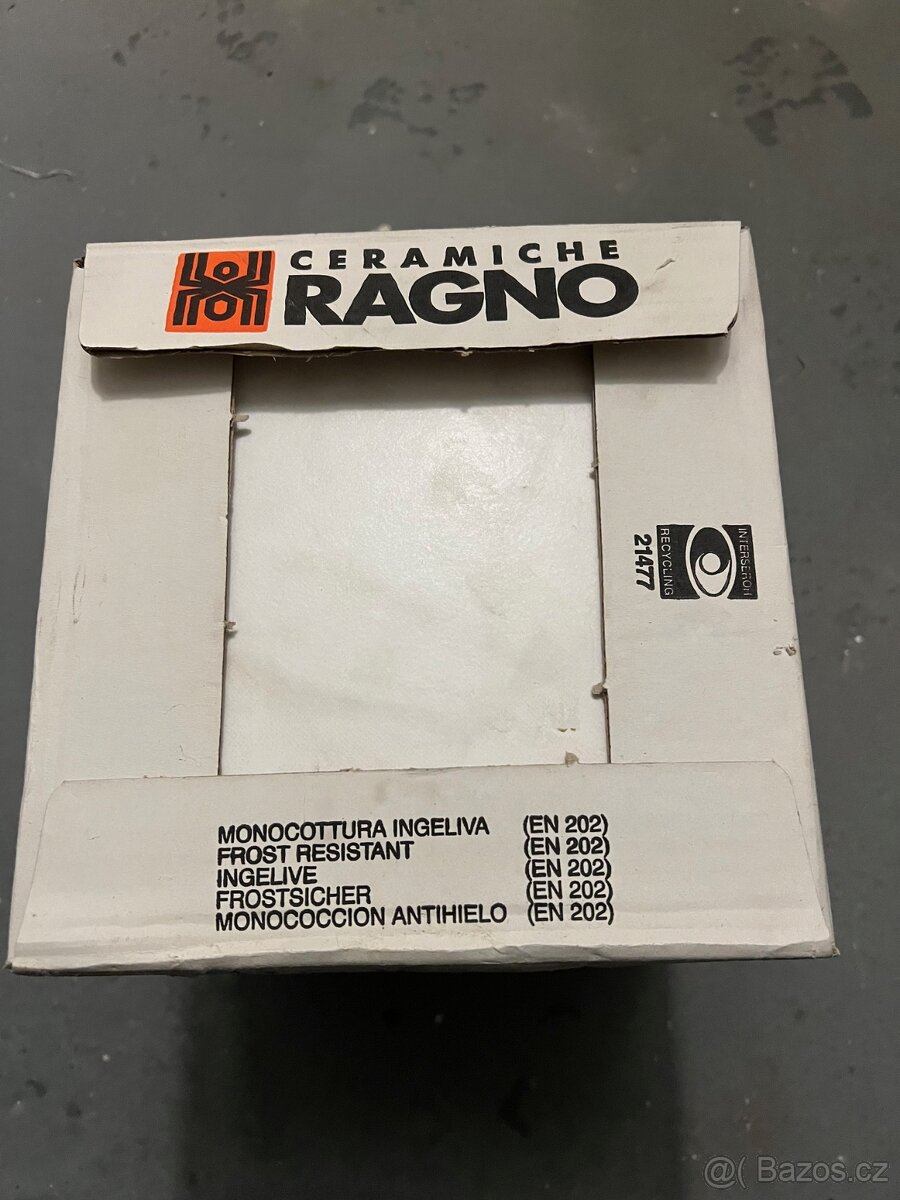 CERAMICHE
RAGNO
INTERSEROH
RECYCLING
21477
MONOCOTTURA INGELIVA (EN 202)
FROST RESISTANT (EN 202)
INGELIVE (EN 202)
FROSTSICHER (EN 202)
MONOCOCCION ANTIHIELO (EN 202)
@( Bazos.cz